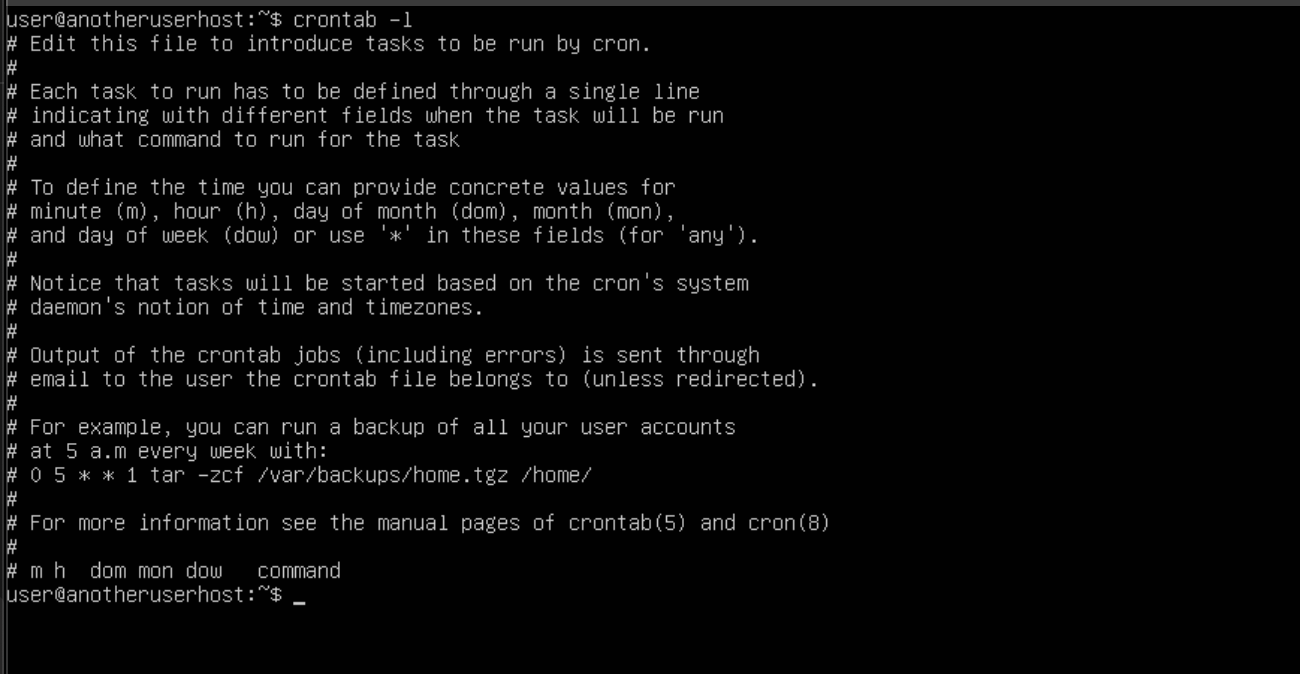 user@anotheruserhost:~$ crontab -l
# Edit this file to introduce tasks to be run by cron.
#
# Each task to run has to be defined through a single line
# indicating with different fields when the task will be run
# and what command to run for the task
#
# To define the time you can provide concrete values for
# minute (m), hour (h), day of month (dom), month (mon),
# and day of week (dow) or use '*' in these fields (for 'any').
#
# Notice that tasks will be started based on the cron's system
# daemon's notion of time and timezones.
#
# Output of the crontab jobs (including errors) is sent through
# email to the user the crontab file belongs to (unless redirected).
#
# For example, you can run a backup of all your user accounts
# at 5 a.m every week with:
# 0 5 * * 1 tar -zcf /var/backups/home.tgz /home/
#
# For more information see the manual pages of crontab(5) and cron(8)
#
# m h  dom mon dow   command
user@anotheruserhost:~$ _